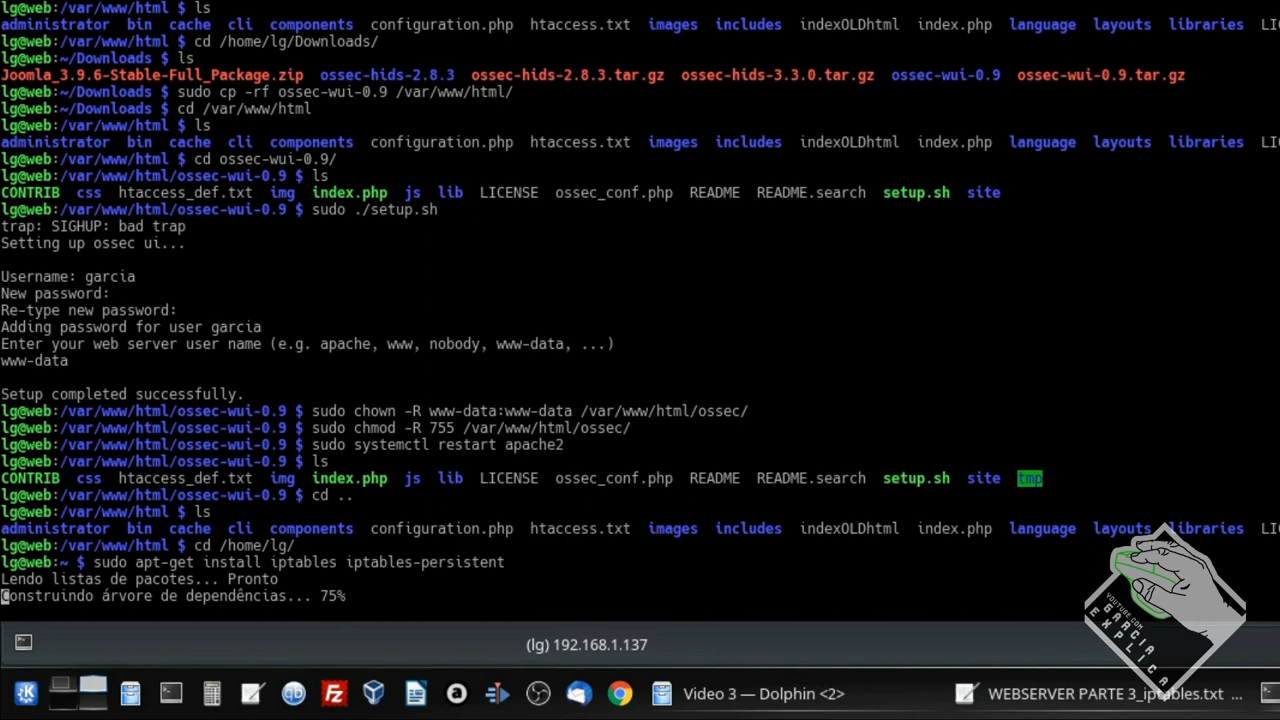 lg@web:/var/www/html $ ls
administrator bin cache cli components configuration.php htaccess.txt images includes indexOLDhtml index.php language layouts libraries LI
lg@web:/var/www/html $ cd /home/lg/Downloads/
lg@web:~/Downloads $ ls
Joomla_3.9.6-Stable-Full_Package.zip ossec-hids-2.8.3 ossec-hids-2.8.3.tar.gz ossec-hids-3.3.0.tar.gz ossec-wui-0.9 ossec-wui-0.9.tar.gz
lg@web:~/Downloads $ sudo cp -rf ossec-wui-0.9 /var/www/html/
lg@web:~/Downloads $ cd /var/www/html
lg@web:/var/www/html $ ls
administrator bin cache cli components configuration.php htaccess.txt images includes indexOLDhtml index.php language layouts libraries LI
lg@web:/var/www/html $ cd ossec-wui-0.9/
lg@web:/var/www/html/ossec-wui-0.9 $ ls
CONTRIB css htaccess_def.txt img index.php js lib LICENSE ossec_conf.php README README.search setup.sh site
lg@web:/var/www/html/ossec-wui-0.9 $ sudo ./setup.sh
trap: SIGHUP: bad trap
Setting up ossec ui...
Username: garcia
New password:
Re-type new password:
Adding password for user garcia
Enter your web server user name (e.g. apache, www, nobody, www-data, ...)
www-data
Setup completed successfully.
lg@web:/var/www/html/ossec-wui-0.9 $ sudo chown -R www-data:www-data /var/www/html/ossec/
lg@web:/var/www/html/ossec-wui-0.9 $ sudo chmod -R 755 /var/www/html/ossec/
lg@web:/var/www/html/ossec-wui-0.9 $ sudo systemctl restart apache2
lg@web:/var/www/html/ossec-wui-0.9 $ ls
CONTRIB css htaccess_def.txt img index.php js lib LICENSE ossec_conf.php README README.search setup.sh site tmp
lg@web:/var/www/html/ossec-wui-0.9 $ cd ..
lg@web:/var/www/html $ ls
administrator bin cache cli components configuration.php htaccess.txt images includes indexOLDhtml index.php language layouts libraries LI
lg@web:/var/www/html $ cd /home/lg/
lg@web:~ $ sudo apt-get install iptables iptables-persistent
Lendo listas de pacotes... Pronto
Construindo árvore de dependências... 75%
YOUTUBE.COM
GARCIA
EXPLICA
(lg) 192.168.1.137
Video 3 — Dolphin <2>
WEBSERVER PARTE 3_iptables.txt ...